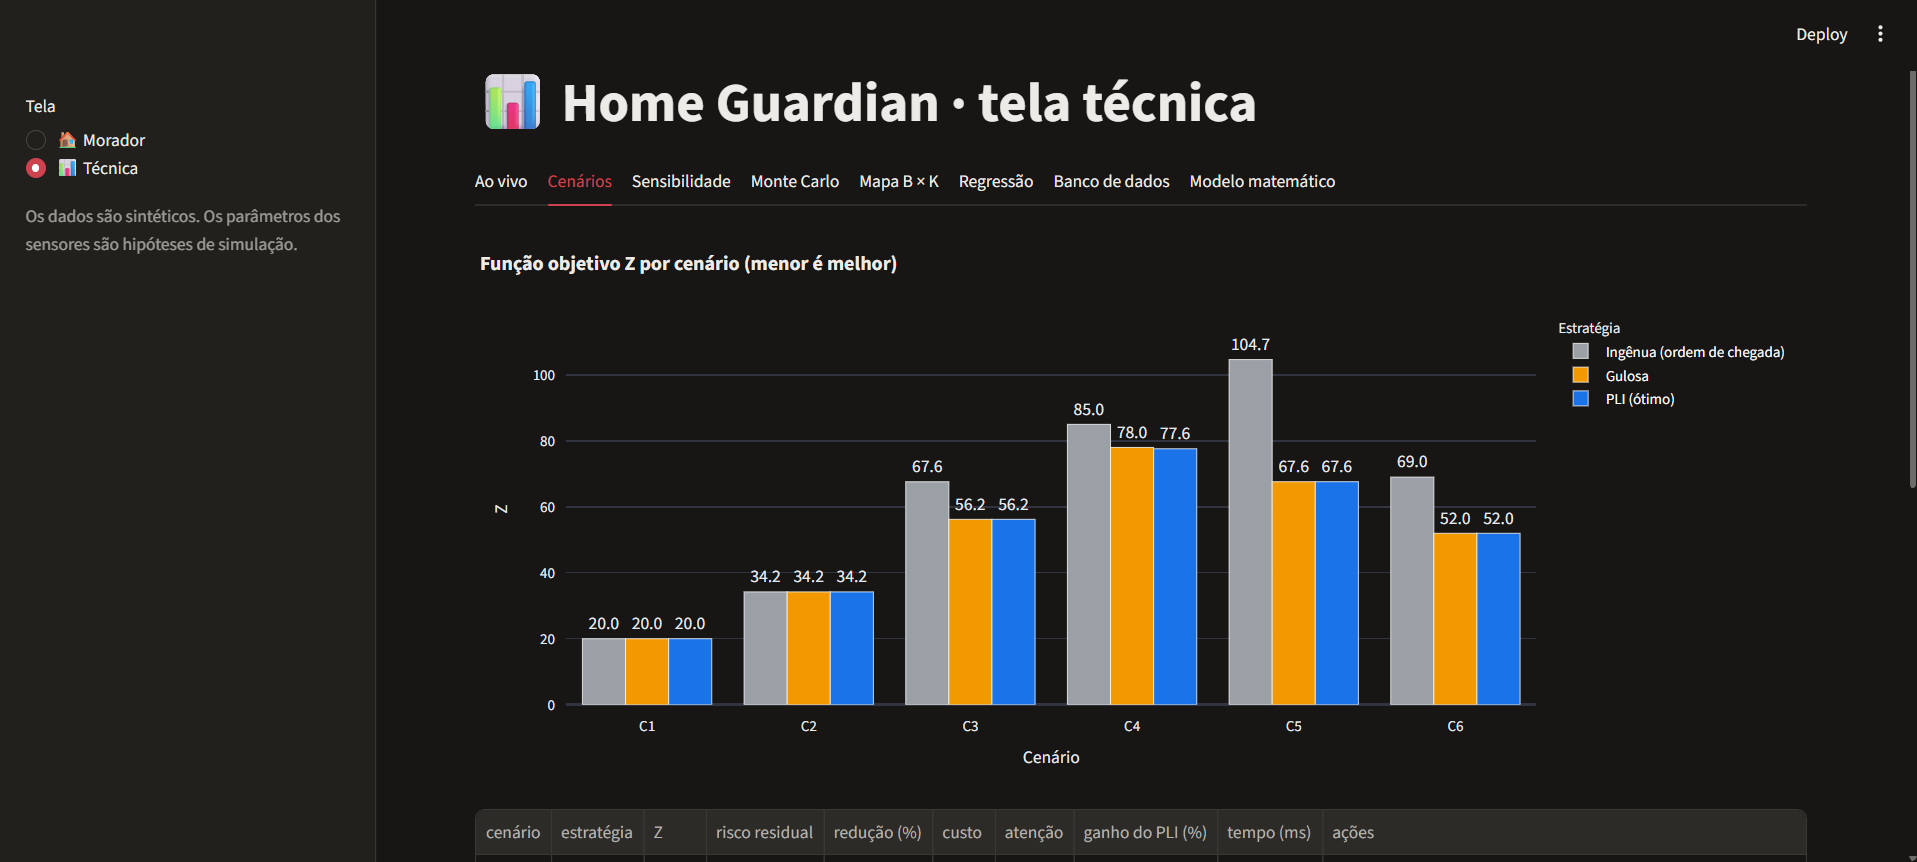 Deploy
Tela
Morador
Técnica
Os dados são sintéticos. Os parâmetros dos
sensores são hipóteses de simulação.
Home Guardian · tela técnica
Ao vivo Cenários Sensibilidade Monte Carlo Mapa B × K Regressão Banco de dados Modelo matemático
Função objetivo Z por cenário (menor é melhor)
Estratégia
Ingênua (ordem de chegada)
Gulosa
PLI (ótimo)
Z
100
80
60
40
20
0
20.0 20.0 20.0
34.2 34.2 34.2
67.6 56.2 56.2
85.0 78.0 77.6
104.7 67.6 67.6
69.0 52.0 52.0
C1 C2 C3 C4 C5 C6
Cenário
cenário estratégia Z risco residual redução (%) custo atenção ganho do PLI (%) tempo (ms) ações